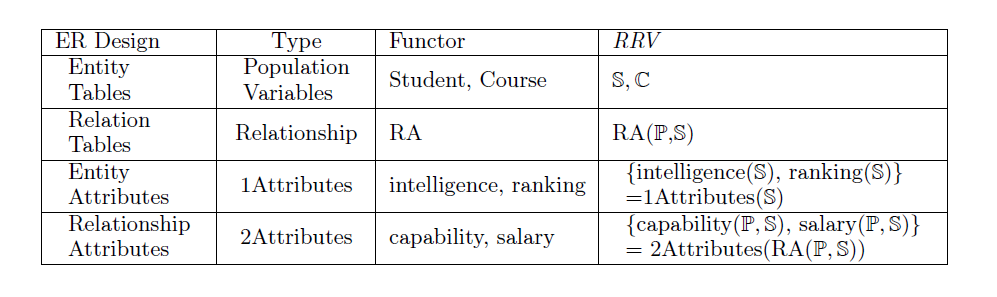 ER Design Type Functor RRV
Entity Tables Population Variables Student, Course 𝕊, ℂ
Relation Tables Relationship RA RA(ℙ,𝕊)
Entity Attributes 1Attributes intelligence, ranking {intelligence(𝕊), ranking(𝕊)} =1Attributes(𝕊)
Relationship Attributes 2Attributes capability, salary {capability(ℙ, 𝕊), salary(ℙ, 𝕊)} = 2Attributes(RA(ℙ, 𝕊))